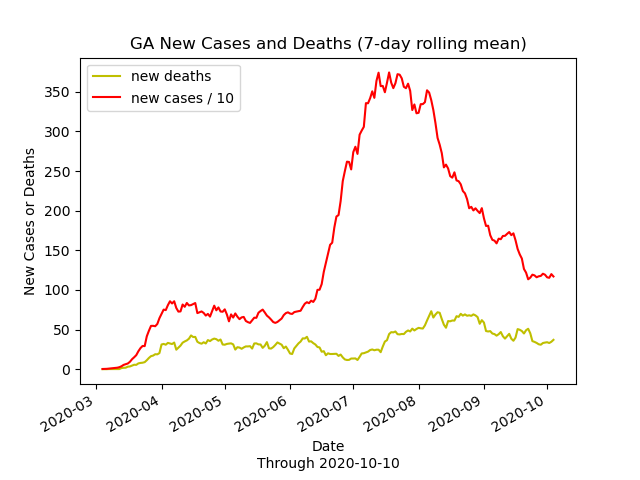 GA New Cases and Deaths (7-day rolling mean)
new deaths
new cases / 10
New Cases or Deaths
350
300
250
200
150
100
50
0
2020-03
2020-04
2020-05
2020-06
2020-07
2020-08
2020-09
2020-10
Date
Through 2020-10-10